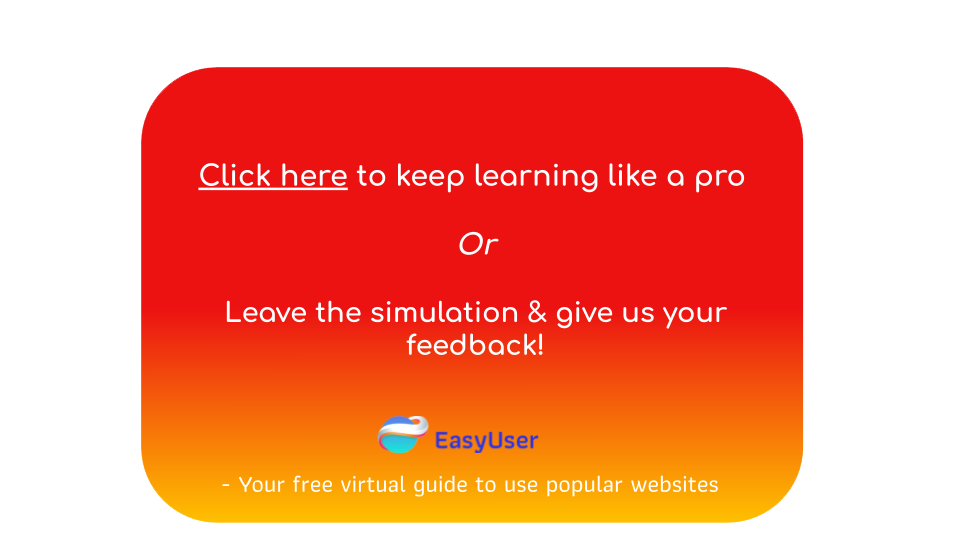 Click here to keep learning like a pro
Or
Leave the simulation & give us your
feedback!
EasyUser
- Your free virtual guide to use popular websites